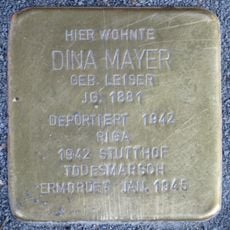 HIER WOHNTE
DINA MAYER
GEB. LEISER
JG. 1881
DEPORTIERT 1942
RIGA
1942 STUTTHOF
TODESMARSCH
ERMORDET JAN. 1945